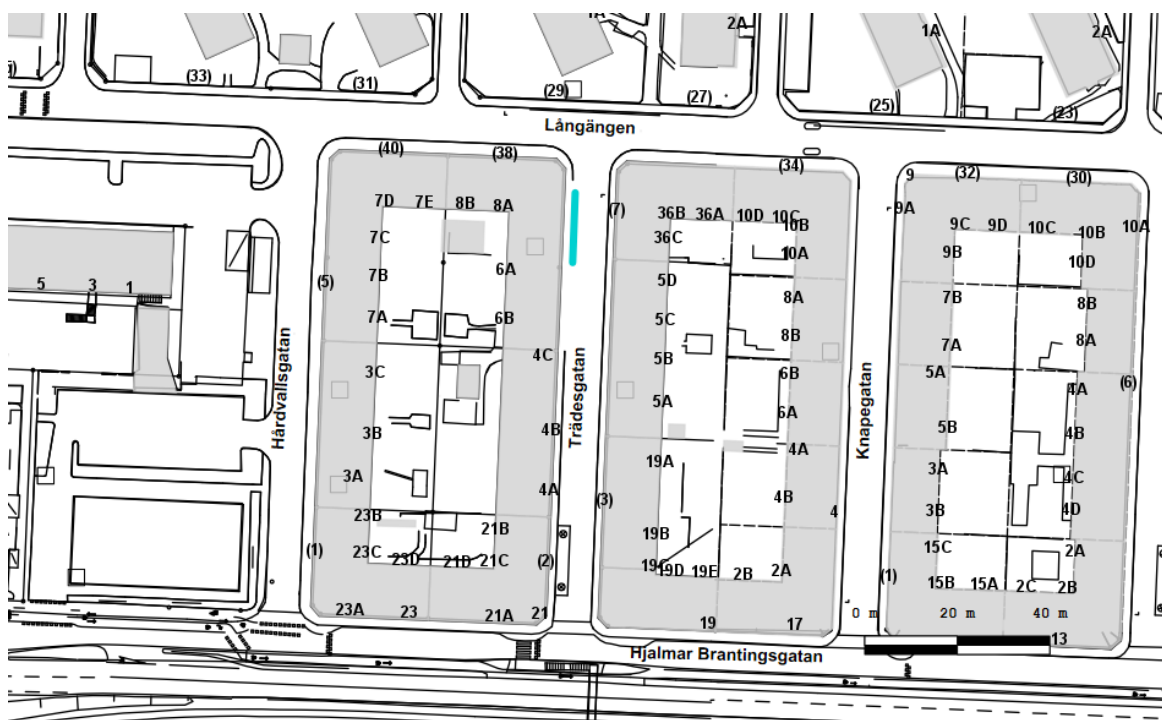 1A
2A
1A
2A
(33)
(31)
(29)
(27)
(25)
(23)
Långängen
(40)
(38)
(34)
9
(32)
(30)
7D
7E
8B
8A
(7)
36B
36A
10D
10C
10B
9A
9C
9D
10C
10B
10A
7C
36C
10A
9B
10D
7B
(5)
6A
5D
8A
7B
8B
5
3
1
7A
6B
5C
8B
7A
8A
Hårdvallsgatan
Trädesgatan
Knapegatan
3C
4C
5B
6B
5A
4A
(6)
3B
4B
5A
6A
5B
4B
3A
4A
19A
4A
3A
4C
(3)
4B
4
3B
4D
23B
21B
19B
15C
2A
(1)
23C
23D
21D
21C
(2)
19C
19D
19E
2B
2A
(1)
15B
15A
2C
2B
23A
23
21A
21
19
17
0 m
20 m
40 m
13
Hjalmar Brantingsgatan